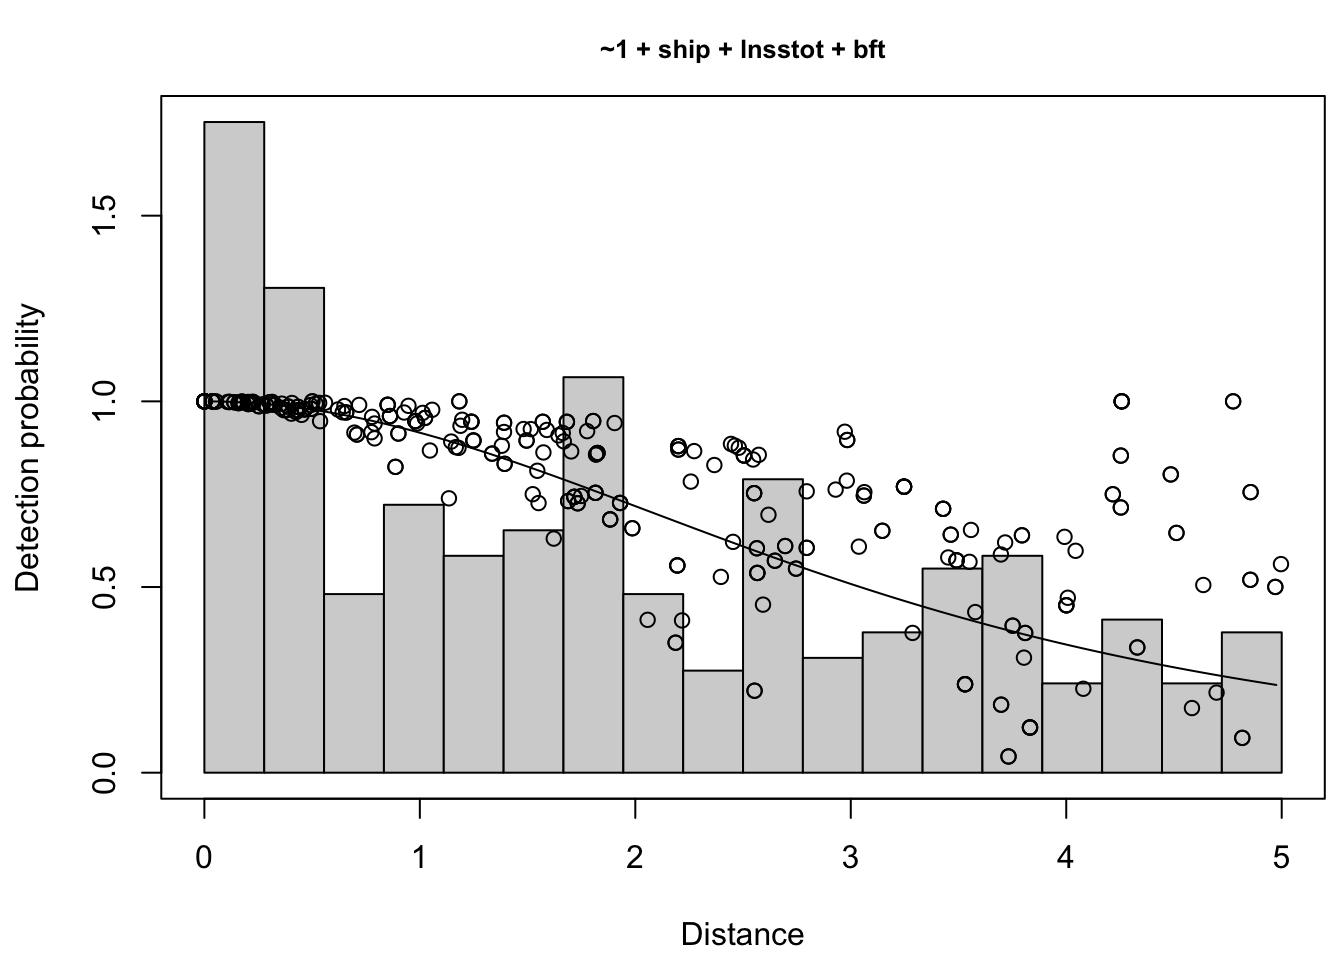 ~1 + ship + lnsstot + bft
Detection probability
1.5
1.0
0.5
0.0
0 1 2 3 4 5
Distance